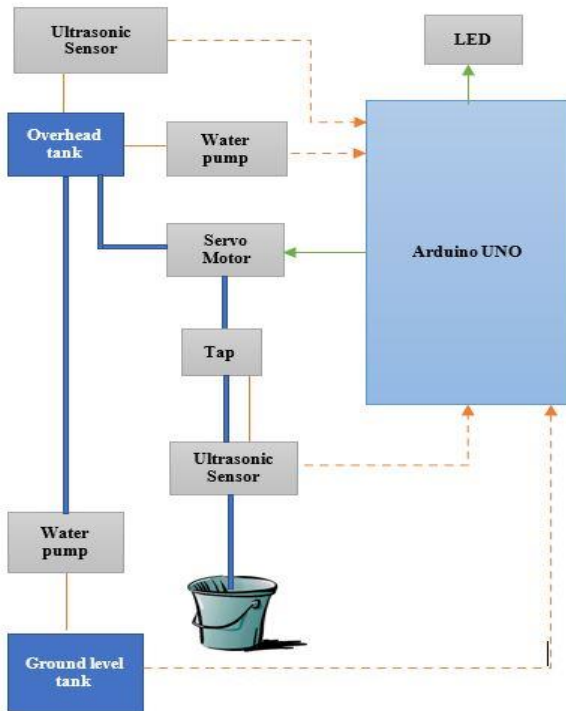 Ultrasonic
Sensor
LED
Overhead
tank
Water
pump
Servo
Motor
Arduino UNO
Tap
Ultrasonic
Sensor
Water
pump
Ground level
tank